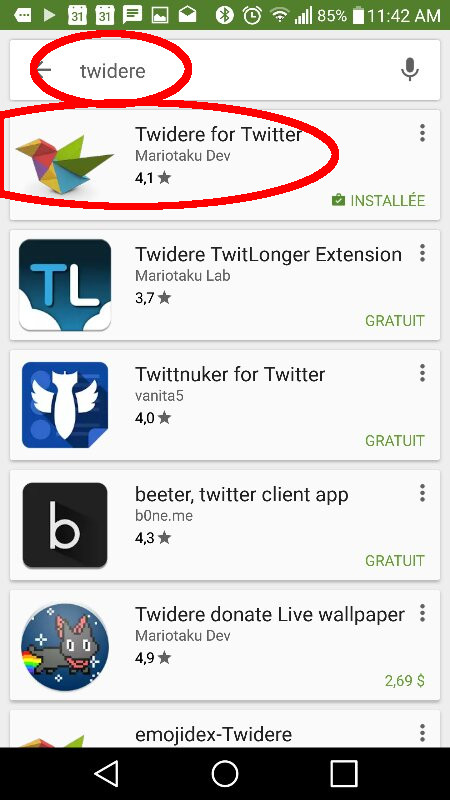 31 31 85% 11:42 AM
twidere
Twidere for Twitter
Mariotaku Dev
4,1
INSTALLÉE
TL
Twidere TwitLonger Extension
Mariotaku Lab
3,7
GRATUIT
Twittnuker for Twitter
vanita5
4,0
GRATUIT
b
beeter, twitter client app
b0ne.me
4,3
GRATUIT
Twidere donate Live wallpaper
Mariotaku Dev
4,9
2,69 $
emojidex-Twidere